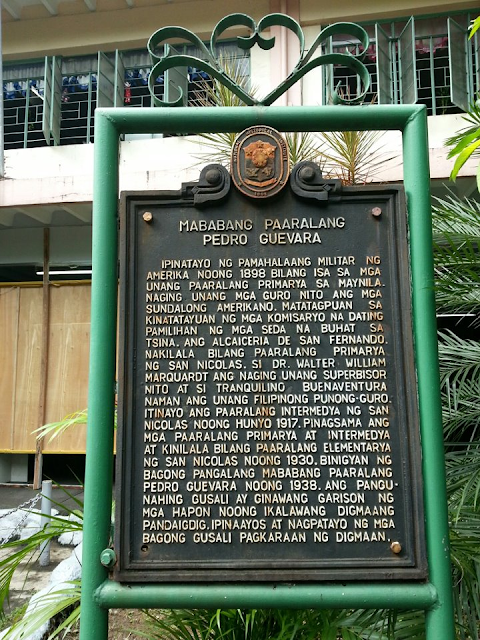 MABABANG PAARALANG
PEDRO GUEVARA
IPINATAYO NG PAMAHALAANG MILITAR NG
AMERIKA NOONG 1898 BILANG ISA SA MGA
UNANG PAARALANG PRIMARYA SA MAYNILA.
NAGING UNANG MGA GURO NITO ANG MGA
SUNDALONG AMERIKANO. MATATAGPUAN SA
KINATATAYUAN NG MGA KOMISARYO NA DATING
PAMILIHAN NG MGA SEDA NA BUHAT SA
TSINA. ANG ALCAICERIA DE SAN FERNANDO.
NAKILALA BILANG PAARALANG PRIMARYA
NG SAN NICOLAS. SI DR. WALTER WILLIAM
MARQUARDT ANG NAGING UNANG SUPERBISOR
NITO AT SI TRANQUILINO BUENAVENTURA
NAMAN ANG UNANG FILIPINONG PUNONG-GURO.
ITINAYO ANG PAARALANG INTERMEDYA NG SAN
NICOLAS NOONG HUNYO 1917. PINAGSAMA ANG
MGA PAARALANG PRIMARYA AT INTERMEDYA
AT KINILALA BILANG PAARALANG ELEMENTARYA
NG SAN NICOLAS NOONG 1930. BINIGYAN NG
BAGONG PANGALANG MABABANG PAARALANG
PEDRO GUEVARA NOONG 1938. ANG PANGU-
NAHING GUSALI AY GINAWANG GARISON NG
MGA HAPON NOONG IKALAWANG DIGMAANG
PANDAIGDIG. IPINAAYOS AT NAGPATAYO NG MGA
BAGONG GUSALI PAGKARAAN NG DIGMAAN.